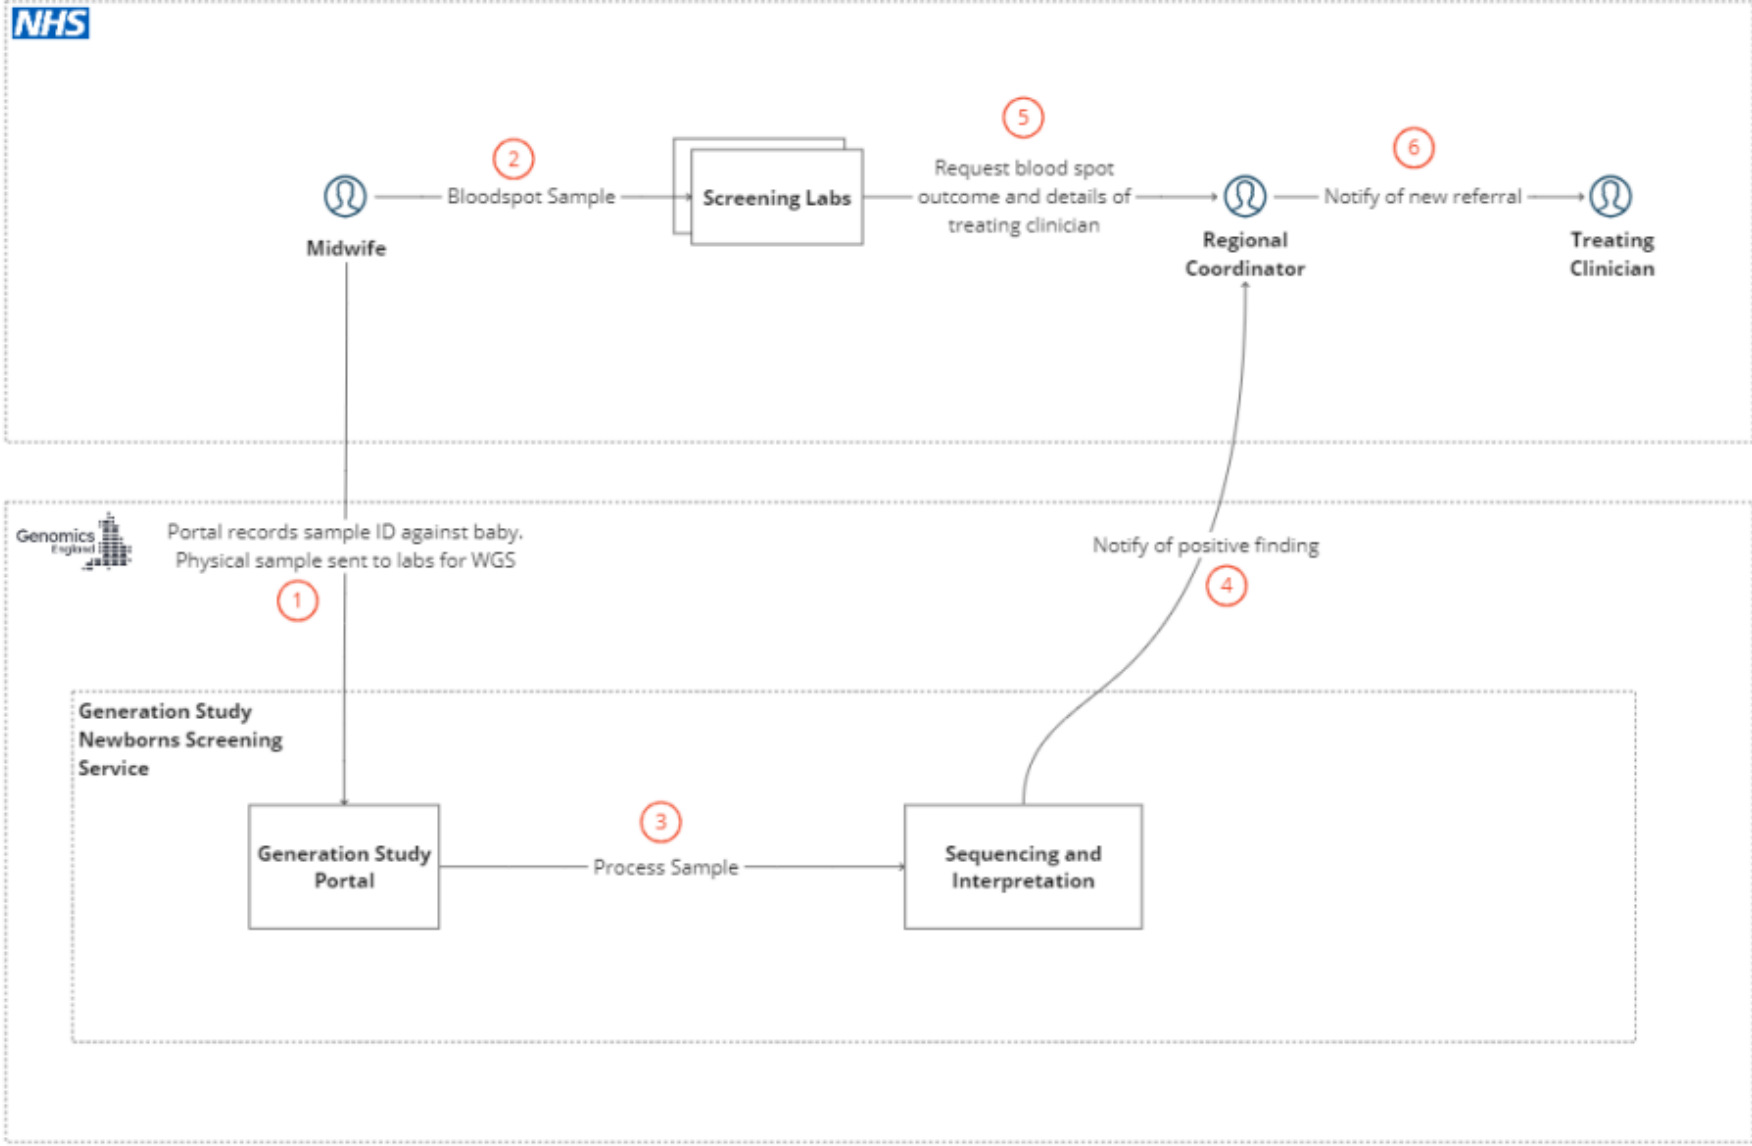 NHS
5
2
6
Request blood spot
outcome and details of
treating clinician
Bloodspot Sample
Screening Labs
Notify of new referral
Midwife
Regional
Coordinator
Treating
Clinician
Genomics
England
Portal records sample ID against baby.
Physical sample sent to labs for WGS
1
Notify of positive finding
4
Generation Study
Newborns Screening
Service
3
Generation Study
Portal
Process Sample
Sequencing and
Interpretation